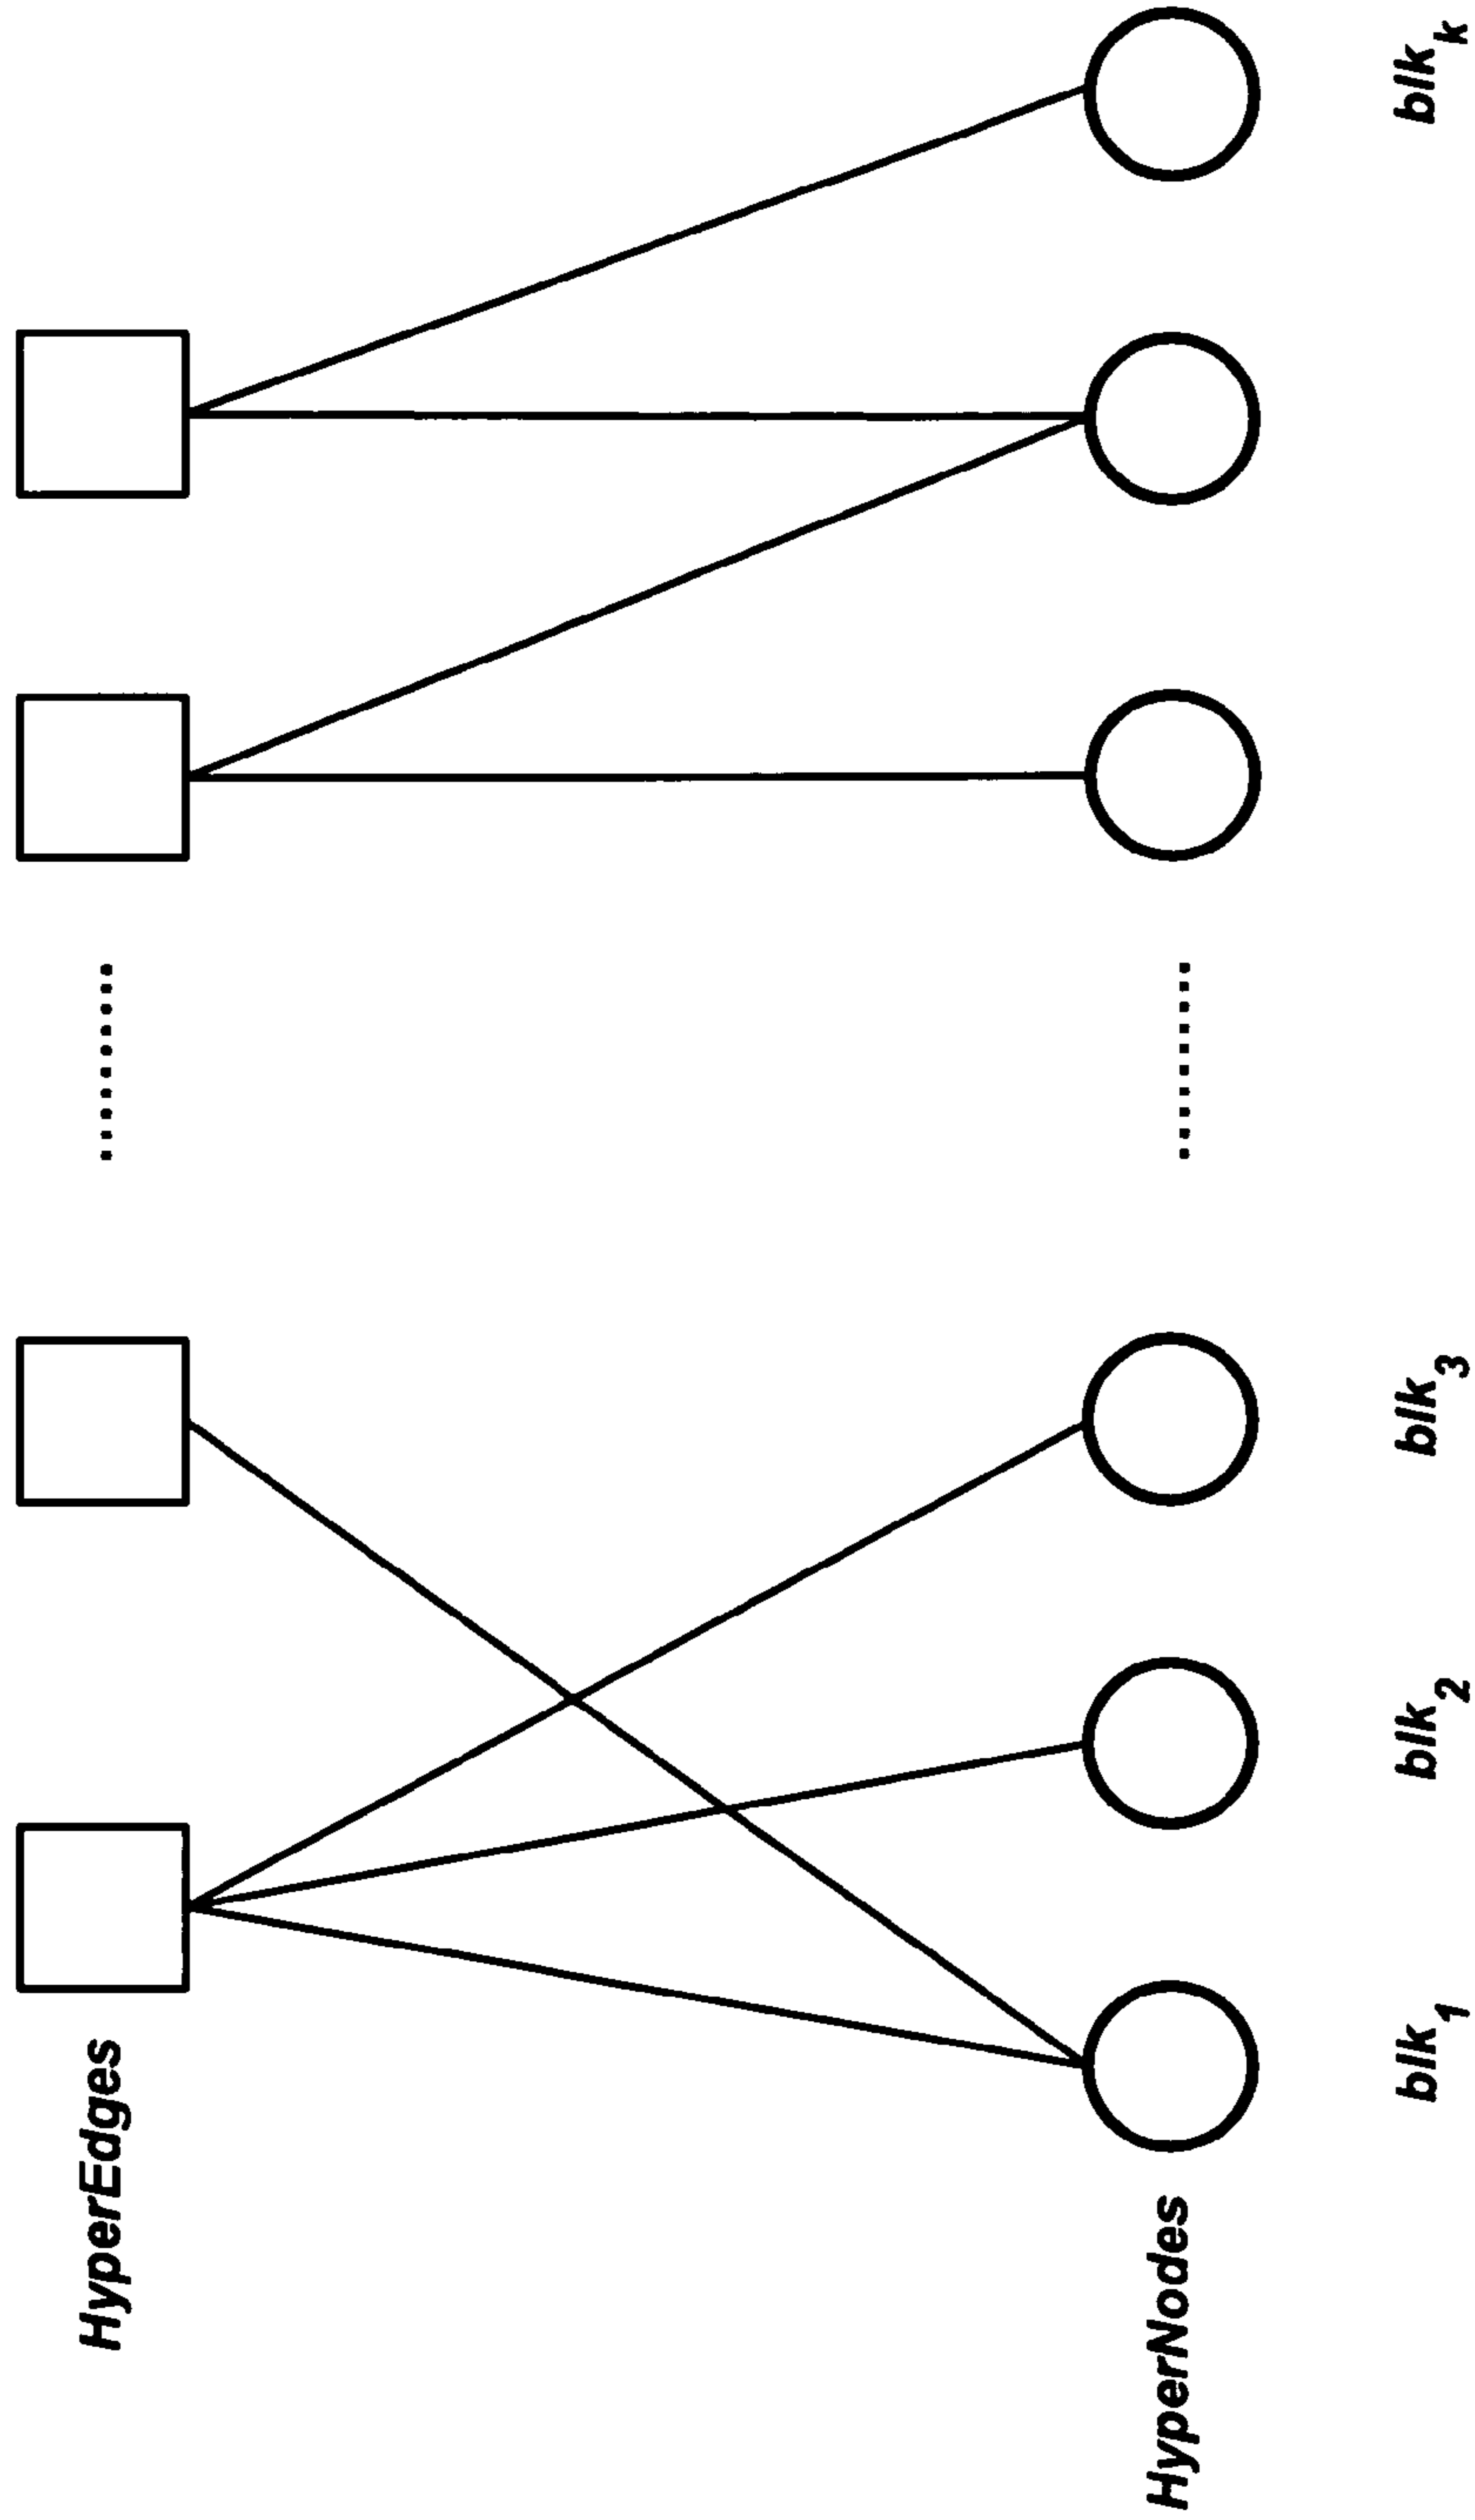 HyperEdges ..........
HyperNodes ..........
blk1 blk2 blk3 blkk